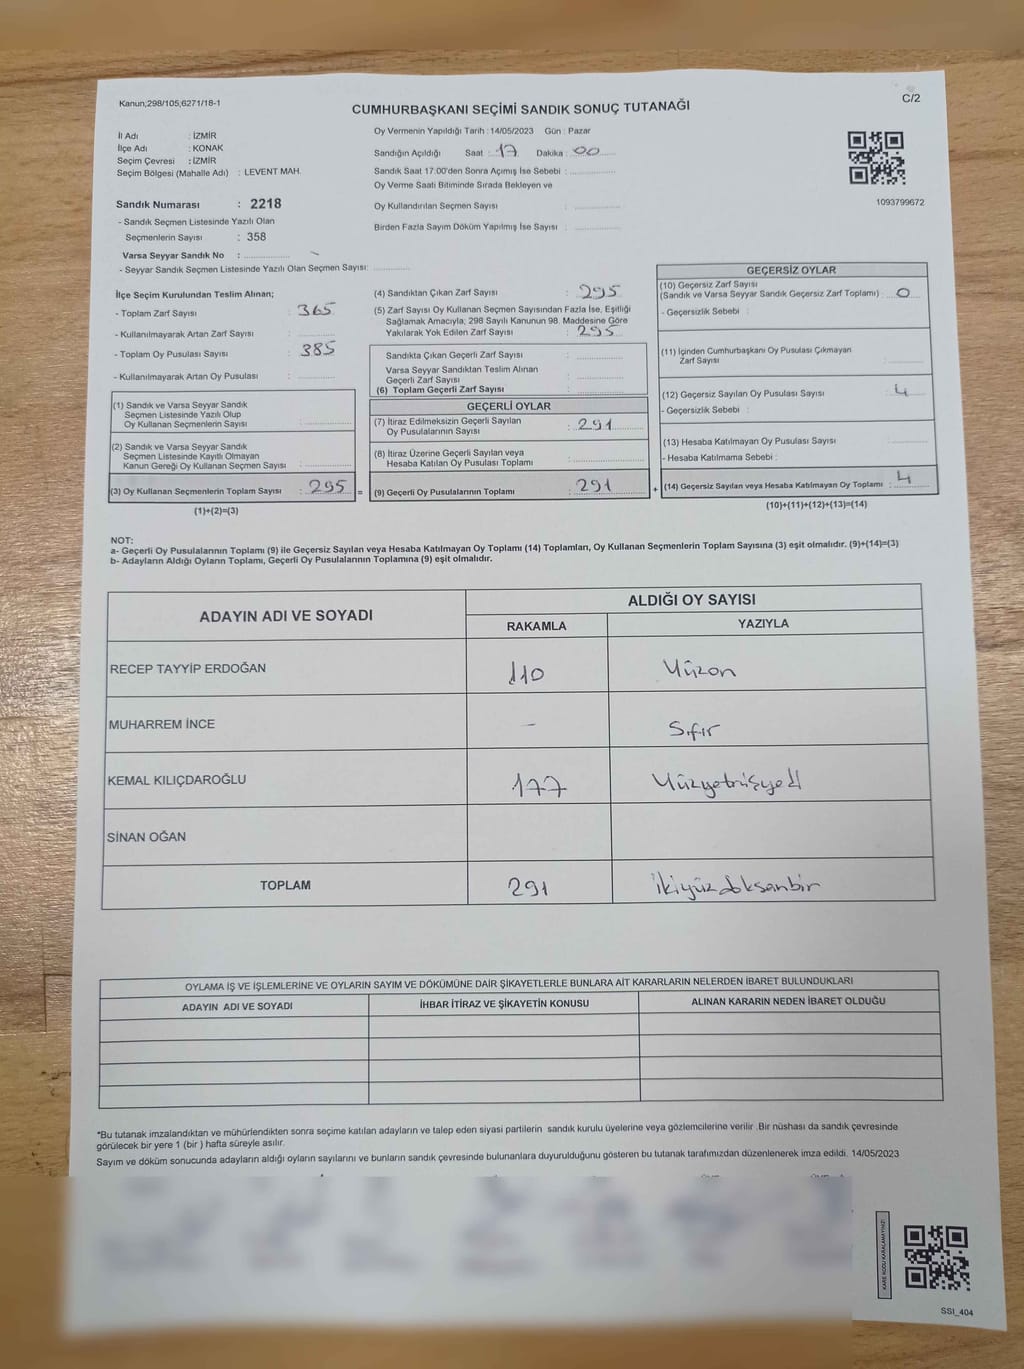 Kanun;298/105,6271/18-1
C/2
CUMHURBAŞKANI SEÇİMİ SANDIK SONUÇ TUTANAĞI
İl Adı : İZMİR
İlçe Adı : KONAK
Seçim Çevresi : İZMİR
Seçim Bölgesi (Mahalle Adı) : LEVENT MAH.
Oy Vermenin Yapıldığı Tarih : 14/05/2023 Gün : Pazar
Sandığın Açıldığı Saat : 17 Dakika : 00
Sandık Saat 17.00'den Sonra Açımış İse Sebebi :
Oy Verme Saati Bitiminde Sırada Bekleyen ve
Oy Kullandırılan Seçmen Sayısı :
Birden Fazla Sayım Döküm Yapılmış İse Sayısı :
1093799672
Sandık Numarası : 2218
- Sandık Seçmen Listesinde Yazılı Olan
Seçmenlerin Sayısı : 358
Varsa Seyyar Sandık No :
- Seyyar Sandık Seçmen Listesinde Yazılı Olan Seçmen Sayısı:
İlçe Seçim Kurulundan Teslim Alınan;
- Toplam Zarf Sayısı : 365
- Kullanılmayarak Artan Zarf Sayısı :
- Toplam Oy Pusulası Sayısı : 385
- Kullanılmayarak Artan Oy Pusulası :
(1) Sandık ve Varsa Seyyar Sandık
Seçmen Listesinde Yazılı Olup
Oy Kullanan Seçmenlerin Sayısı :
(2) Sandık ve Varsa Seyyar Sandık
Seçmen Listesinde Kayıtlı Olmayan
Kanun Gereği Oy Kullanan Seçmen Sayısı :
(3) Oy Kullanan Seçmenlerin Toplam Sayısı : 295 =
(1)+(2)=(3)
(4) Sandıktan Çıkan Zarf Sayısı : 295
(5) Zarf Sayısı Oy Kullanan Seçmen Sayısından Fazla İse, Eşitliği
Sağlamak Amacıyla; 298 Sayılı Kanunun 98. Maddesine Göre
Yakılarak Yok Edilen Zarf Sayısı : 295
Sandıkta Çıkan Geçerli Zarf Sayısı :
Varsa Seyyar Sandıktan Teslim Alınan
Geçerli Zarf Sayısı :
(6) Toplam Geçerli Zarf Sayısı :
GEÇERLİ OYLAR
(7) İtiraz Edilmeksizin Geçerli Sayılan
Oy Pusulalarının Sayısı : 291
(8) İtiraz Üzerine Geçerli Sayılan veya
Hesaba Katılan Oy Pusulası Toplamı :
(9) Geçerli Oy Pusulalarının Toplamı : 291 +
GEÇERSİZ OYLAR
(10) Geçersiz Zarf Sayısı
(Sandık ve Varsa Seyyar Sandık Geçersiz Zarf Toplamı) : 0
- Geçersizlik Sebebi :
(11) İçinden Cumhurbaşkanı Oy Pusulası Çıkmayan
Zarf Sayısı :
(12) Geçersiz Sayılan Oy Pusulası Sayısı : 4
- Geçersizlik Sebebi :
(13) Hesaba Katılmayan Oy Pusulası Sayısı :
- Hesaba Katılmama Sebebi :
(14) Geçersiz Sayılan veya Hesaba Katılmayan Oy Toplamı : 4
(10)+(11)+(12)+(13)=(14)
NOT:
a- Geçerli Oy Pusulalarının Toplamı (9) ile Geçersiz Sayılan veya Hesaba Katılmayan Oy Toplamı (14) Toplamları, Oy Kullanan Seçmenlerin Toplam Sayısına (3) eşit olmalıdır. (9)+(14)=(3)
b- Adayların Aldığı Oyların Toplamı, Geçerli Oy Pusulalarının Toplamına (9) eşit olmalıdır.
ADAYIN ADI VE SOYADI ALDIĞI OY SAYISI
RAKAMLA YAZIYLA
RECEP TAYYİP ERDOĞAN 110 Yüzon
MUHARREM İNCE - Sıfır
KEMAL KILIÇDAROĞLU 177 Yüzyetmişyedi
SİNAN OĞAN
TOPLAM 291 İkiyüzdoksanbir
OYLAMA İŞ VE İŞLEMLERİNE VE OYLARIN SAYIM VE DÖKÜMÜNE DAİR ŞİKAYETLERLE BUNLARA AİT KARARLARIN NELERDEN İBARET BULUNDUKLARI
ADAYIN ADI VE SOYADI İHBAR İTİRAZ VE ŞİKAYETİN KONUSU ALINAN KARARIN NEDEN İBARET OLDUĞU
*Bu tutanak imzalandıktan ve mühürlendikten sonra seçime katılan adayların ve talep eden siyasi partilerin sandık kurulu üyelerine veya gözlemcilerine verilir .Bir nüshası da sandık çevresinde
görülecek bir yere 1 (bir ) hafta süreyle asılır.
Sayım ve döküm sonucunda adayların aldığı oyların sayılarını ve bunların sandık çevresinde bulunanlara duyurulduğunu gösteren bu tutanak tarafımızdan düzenlenerek imza edildi. 14/05/2023
KARE KODU KARALAMAYINIZ!
SSI_404